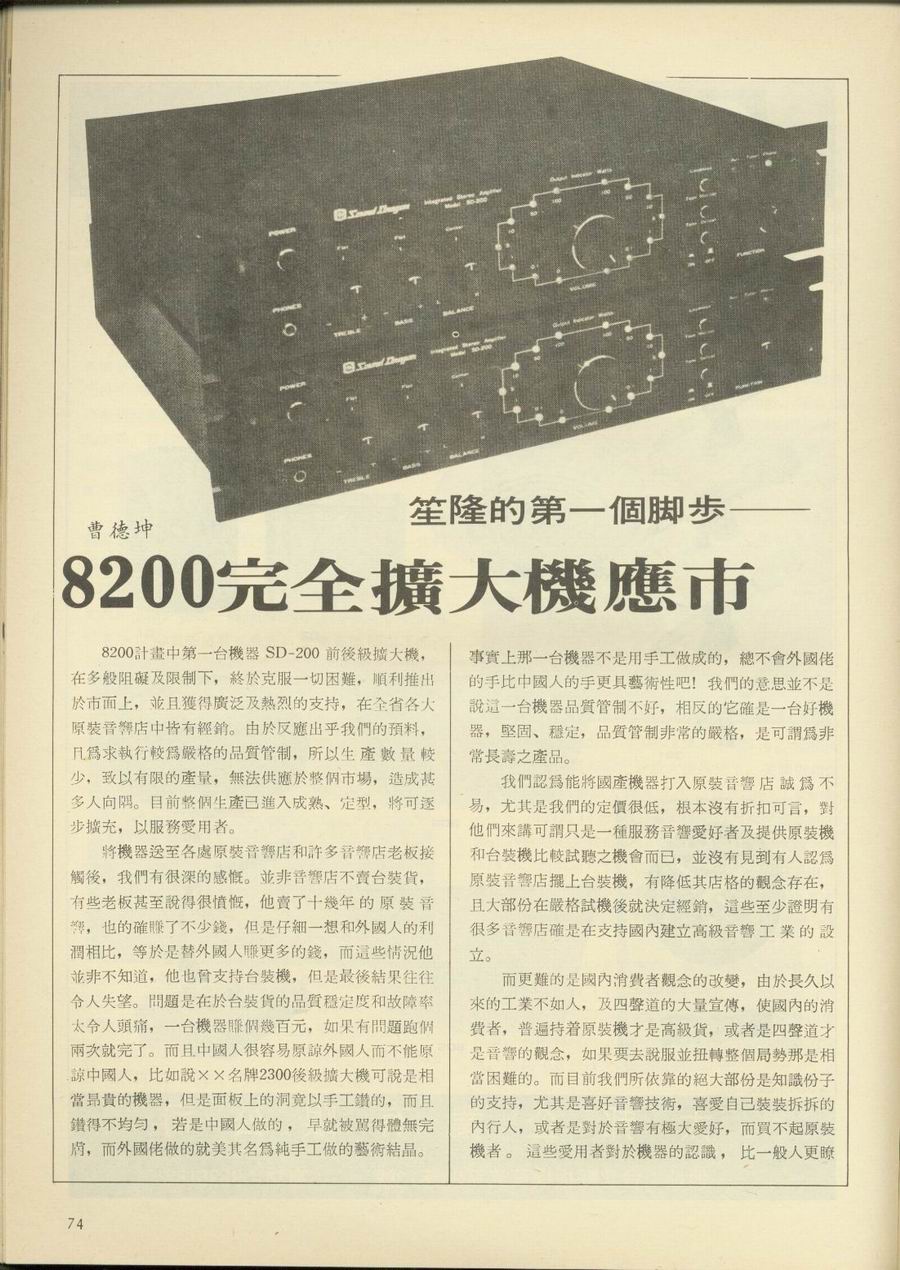 POWER
Sound Dragon
Integrated Stereo Amplifier
Model SD-200
Output Indicator Watts
Flat
Flat
Center
PHONES
TREBLE
BASS
BALANCE
VOLUME
FUNCTION
POWER
Sound Dragon
Integrated Stereo Amplifier
Model SD-200
Output Indicator Watts
Flat
Flat
Center
PHONES
TREBLE
BASS
BALANCE
VOLUME
FUNCTION
笙隆的第一個脚步——
曹德坤
8200完全擴大機應市
8200計畫中第一台機器 SD-200 前後級擴大機，
在多般阻礙及限制下，終於克服一切困難，順利推出
於市面上，並且獲得廣泛及熱烈的支持，在全省各大
原裝音響店中皆有經銷。由於反應出乎我們的預料，
且爲求執行較爲嚴格的品質管制，所以生產數量較
少，致以有限的產量，無法供應於整個市場，造成甚
多人向隅。目前整個生產已進入成熟、定型，將可逐
步擴充，以服務愛用者。
將機器送至各處原裝音響店和許多音響店老板接
觸後，我們有很深的感慨。並非音響店不賣台裝貨，
有些老板甚至說得很憤慨，他賣了十幾年的原裝音
響，也的確賺了不少錢，但是仔細一想和外國人的利
潤相比，等於是替外國人賺更多的錢，而這些情況他
並非不知道，他也曾支持台裝機，但是最後結果往往
令人失望。問題是在於台裝貨的品質穩定度和故障率
太令人頭痛，一台機器賺個幾百元，如果有問題跑個
兩次就完了。而且中國人很容易原諒外國人而不能原
諒中國人，比如說××名牌2300後級擴大機可說是相
當昂貴的機器，但是面板上的洞竟以手工鑽的，而且
鑽得不均勻，若是中國人做的，早就被罵得體無完
膚，而外國佬做的就美其名爲純手工做的藝術結晶。
事實上那一台機器不是用手工做成的，總不會外國佬
的手比中國人的手更具藝術性吧！我們的意思並不是
說這一台機器品質管制不好，相反的它確是一台好機
器，堅固、穩定，品質管制非常的嚴格，是可謂爲非
常長壽之產品。
我們認爲能將國產機器打入原裝音響店誠爲不
易，尤其是我們的定價很低，根本沒有折扣可言，對
他們來講可謂只是一種服務音響愛好者及提供原裝機
和台裝機比較試聽之機會而已，並沒有見到有人認爲
原裝音響店擺上台裝機，有降低其店格的觀念存在，
且大部份在嚴格試機後就決定經銷，這些至少證明有
很多音響店確是在支持國內建立高級音響工業的設
立。
而更難的是國內消費者觀念的改變，由於長久以
來的工業不如人，及四聲道的大量宣傳，使國內的消
費者，普遍持着原裝機才是高級貨，或者是四聲道才
是音響的觀念，如果要去說服並扭轉整個局勢那是相
當困難的。而目前我們所依靠的絕大部份是知識份子
的支持，尤其是喜好音響技術，喜愛自己裝裝拆拆的
內行人，或者是對於音響有極大愛好，而買不起原裝
機者。這些愛用者對於機器的認識，比一般人更瞭
74